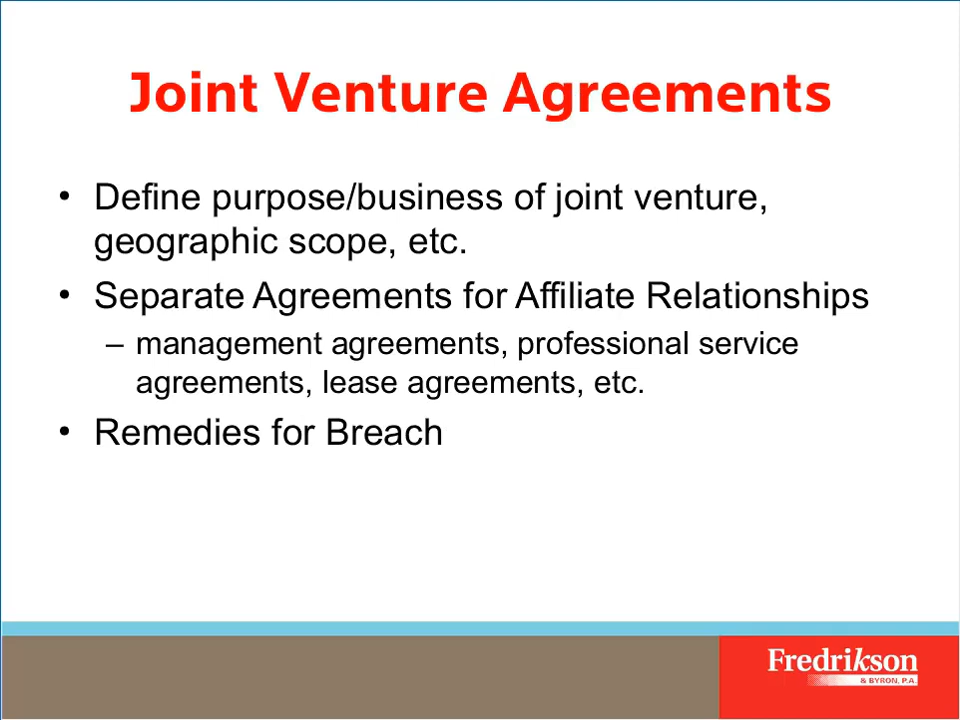 Joint Venture Agreements
• Define purpose/business of joint venture,
geographic scope, etc.
• Separate Agreements for Affiliate Relationships
– management agreements, professional service
agreements, lease agreements, etc.
• Remedies for Breach
Fredrikson
& BYRON, P.A.